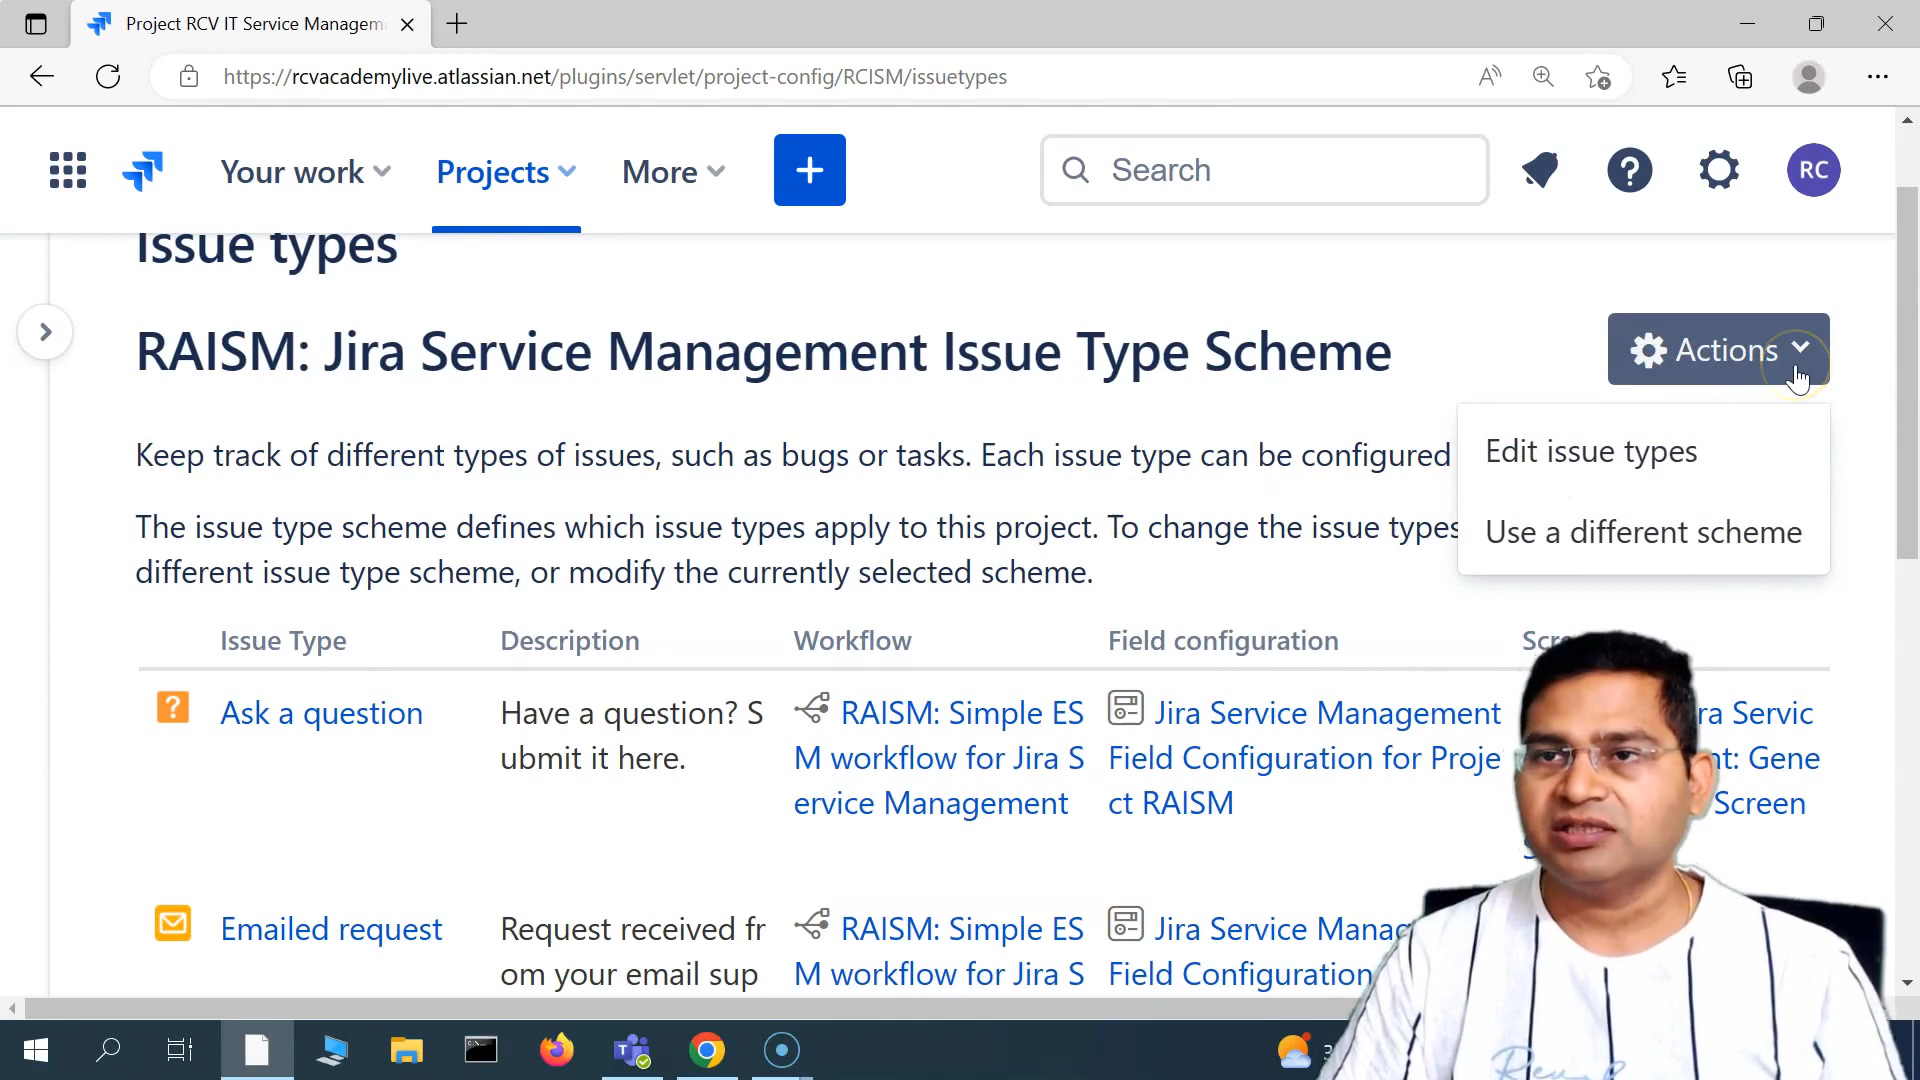 Project RCV IT Service Managem
https://rcvacademylive.atlassian.net/plugins/servlet/project-config/RCISM/issuetypes
Your work
Projects
More
Search
RC
Issue types
RAISM: Jira Service Management Issue Type Scheme
Actions
Edit issue types
Use a different scheme
Keep track of different types of issues, such as bugs or tasks. Each issue type can be configured
The issue type scheme defines which issue types apply to this project. To change the issue types
different issue type scheme, or modify the currently selected scheme.
Issue Type
Description
Workflow
Field configuration
Scre
Ask a question
Have a question? S
ubmit it here.
RAISM: Simple ES
M workflow for Jira S
ervice Management
Jira Service Management
Field Configuration for Proje
ct RAISM
ra Servic
nt: Gene
Screen
Emailed request
Request received fr
om your email sup
RAISM: Simple ES
M workflow for Jira S
Jira Service Manag
Field Configuration